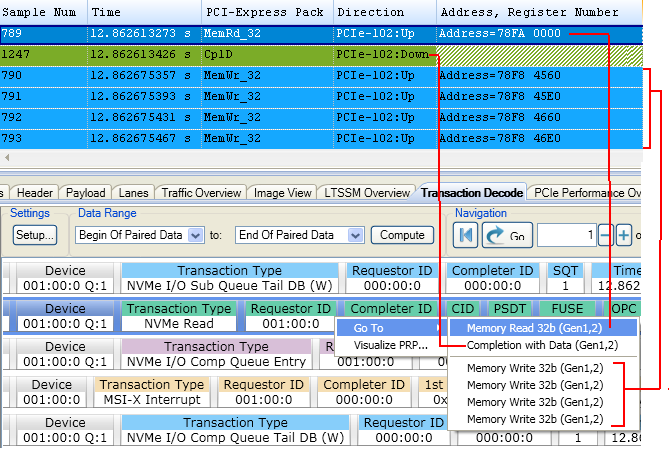 Sample Num Time PCI-Express Pack Direction Address, Register Number
789 12.862613273 s MemRd_32 PCIe-102:Up Address=78FA 0000
1247 12.862613426 s CplD PCIe-102:Down
790 12.862675357 s MemWr_32 PCIe-102:Up Address=78F8 4560
791 12.862675393 s MemWr_32 PCIe-102:Up Address=78F8 45E0
792 12.862675431 s MemWr_32 PCIe-102:Up Address=78F8 4660
793 12.862675467 s MemWr_32 PCIe-102:Up Address=78F8 46E0
s Header Payload Lanes Traffic Overview Image View LTSSM Overview Transaction Decode PCIe Performance Ov
Settings Data Range Navigation
Setup... Begin Of Paired Data to: End Of Paired Data Compute Go 1 o
Device Transaction Type Requestor ID Completer ID SQT Time
001:00:0 Q:1 NVMe I/O Sub Queue Tail DB (W) 000:00:0 000:00:0 1 12.862
Device Transaction Type Requestor ID Completer ID CID PSDT FUSE OPC
001:00:0 Q:1 NVMe Read 001:00:0
Go To Memory Read 32b (Gen1,2)
Visualize PRP... Completion with Data (Gen1,2)
Device Transaction Type R
001:00:0 Q:1 NVMe I/O Comp Queue Entry 001:
Memory Write 32b (Gen1,2)
Memory Write 32b (Gen1,2)
Memory Write 32b (Gen1,2)
Memory Write 32b (Gen1,2)
Device Transaction Type Requestor ID Completer ID 1st
001:00:0 MSI-X Interrupt 001:00:0 000:00:0 0x
Device Transaction Type Requestor ID
001:00:0 Q:1 NVMe I/O Comp Queue Tail DB (W) 000:00:0 000:00:0 1 12.862